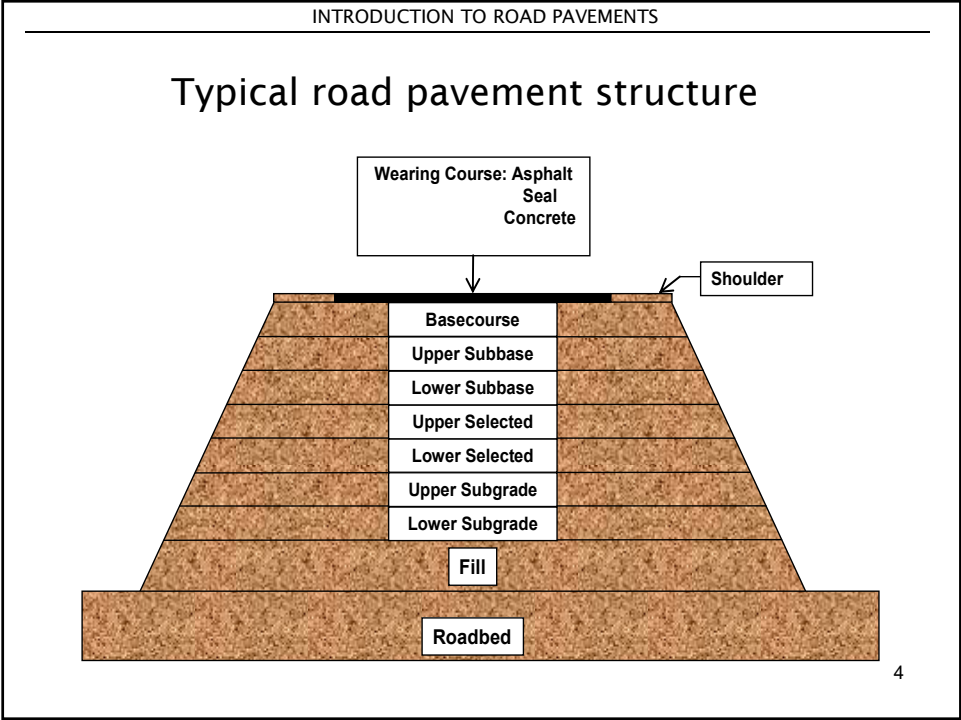 INTRODUCTION TO ROAD PAVEMENTS
Typical road pavement structure
Wearing Course: Asphalt
Seal
Concrete
Shoulder
Basecourse
Upper Subbase
Lower Subbase
Upper Selected
Lower Selected
Upper Subgrade
Lower Subgrade
Fill
Roadbed
4